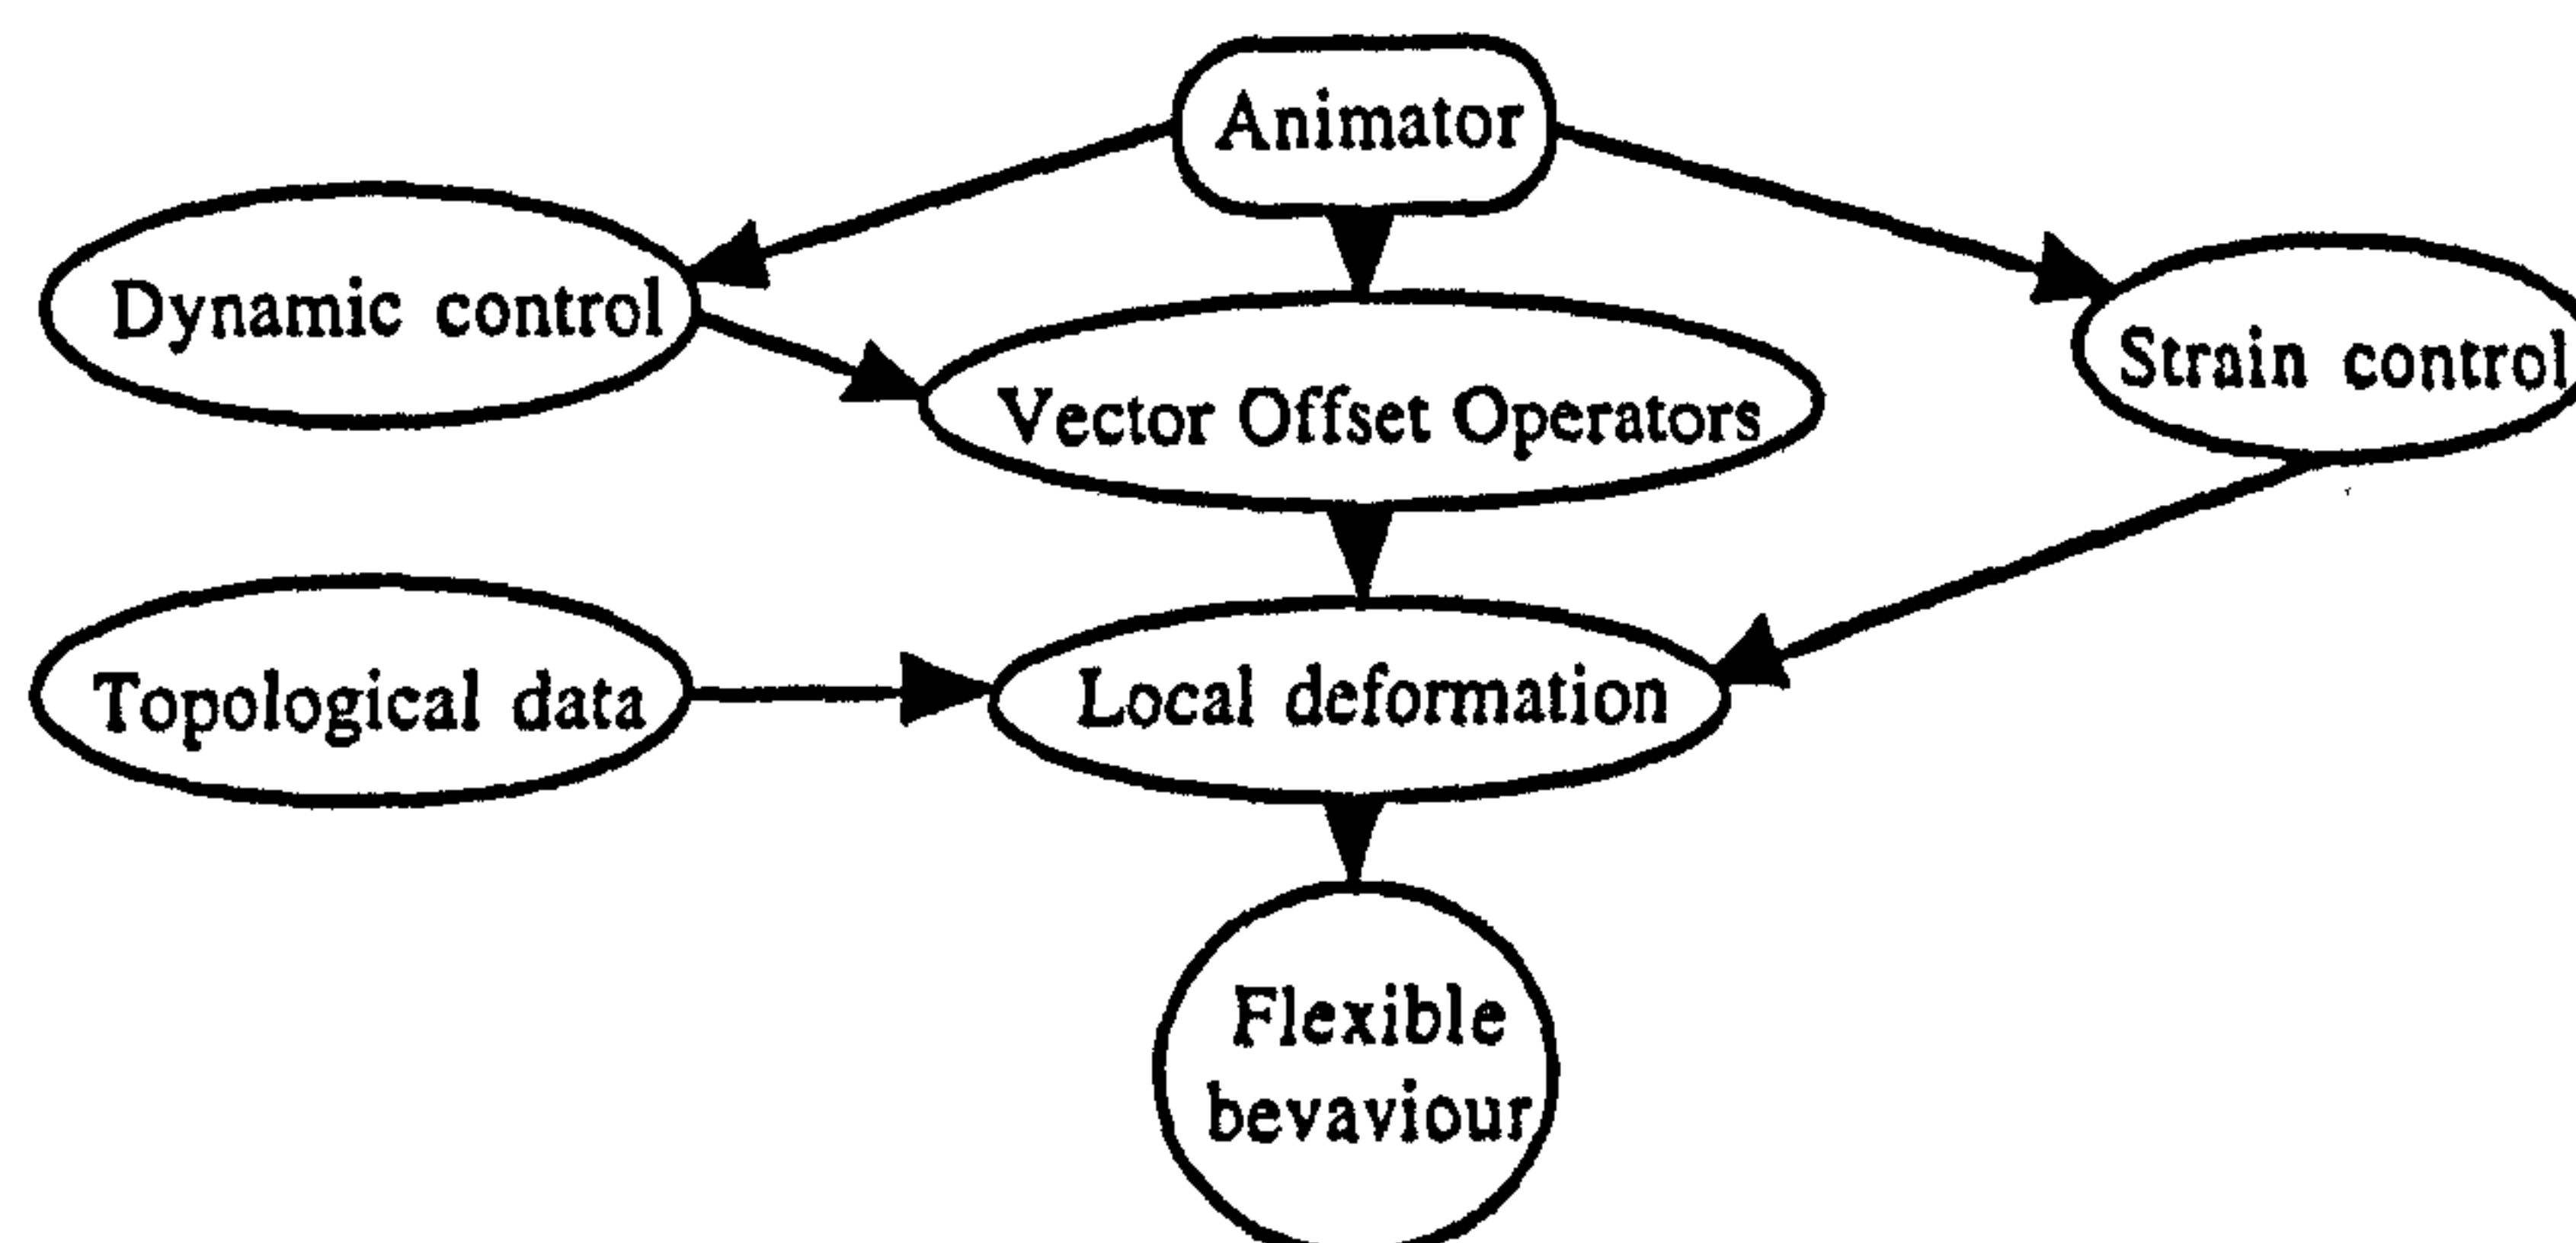 Animator
Dynamic control
Vector Offset Operators
Strain control
Topological data
Local deformation
Flexible
bevaviour